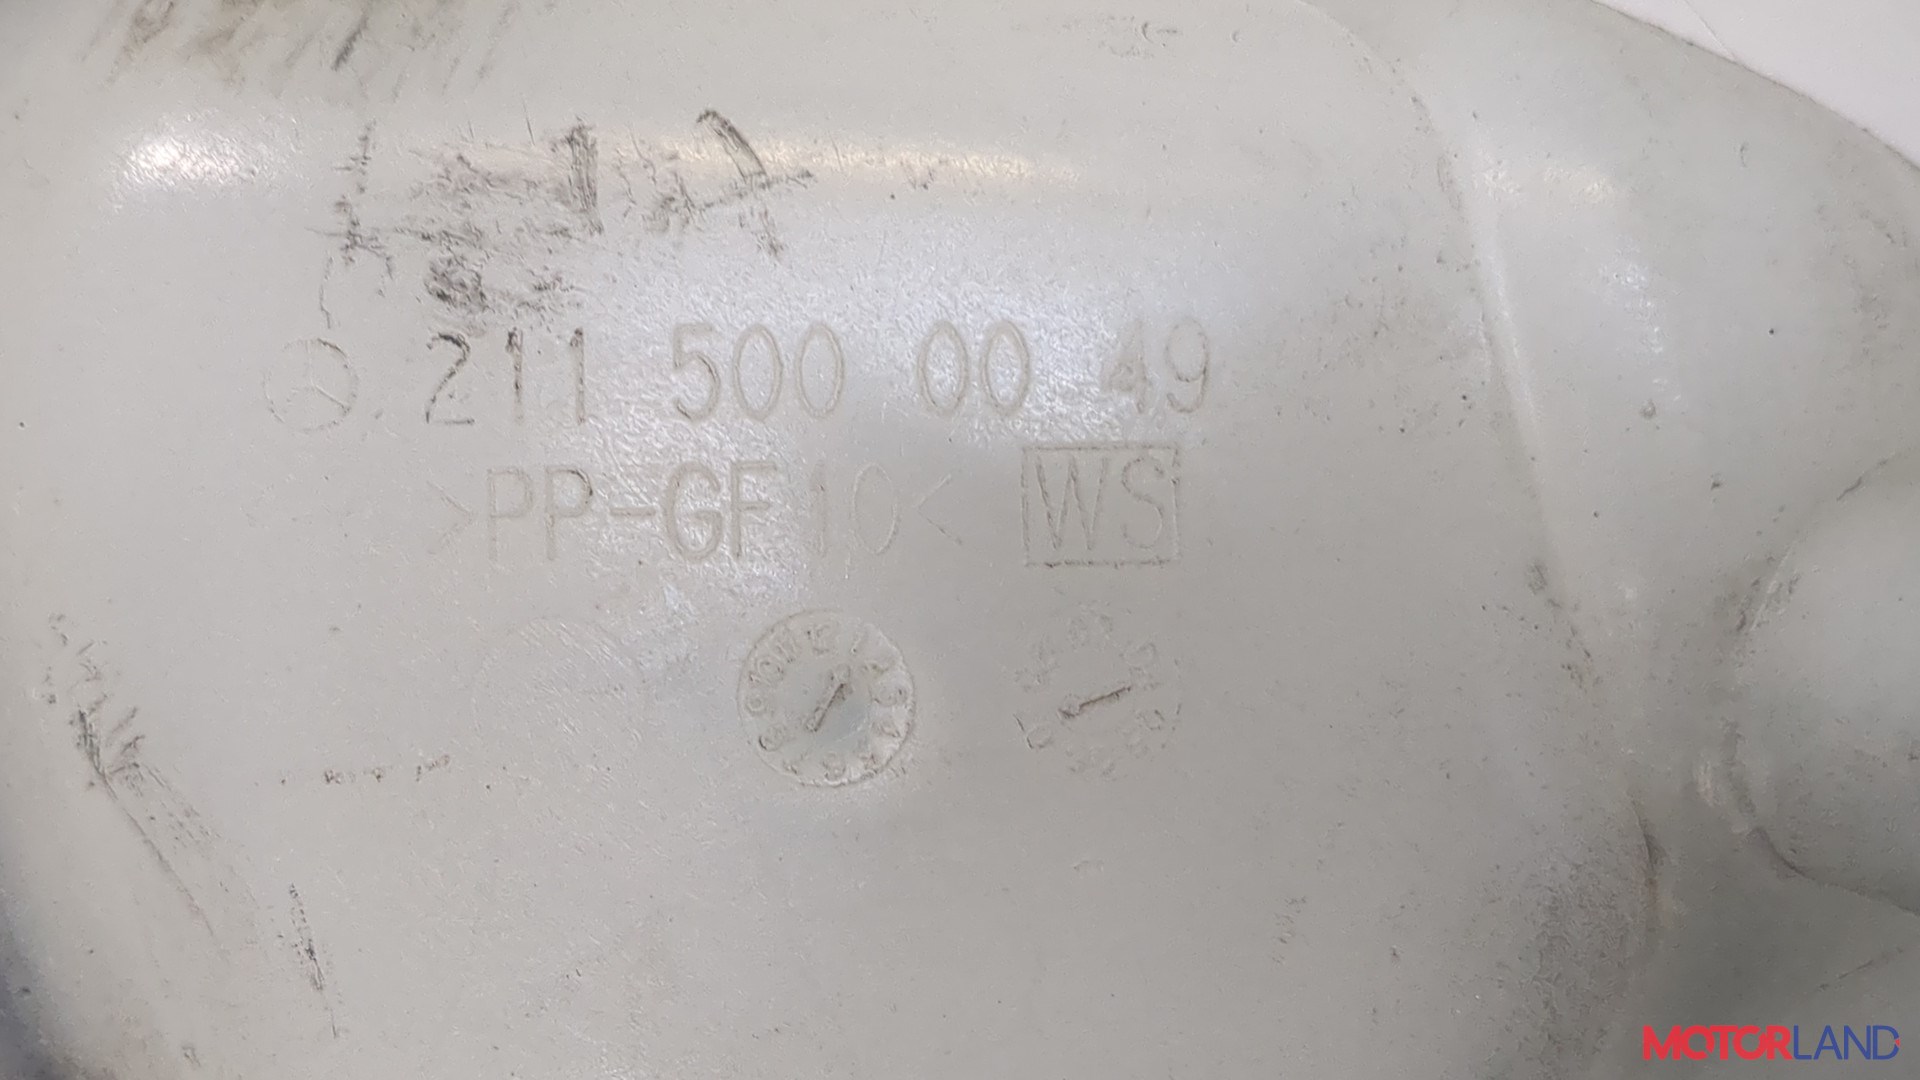 211 500 00 49
>PP-GF10< WS
MOTORLAND